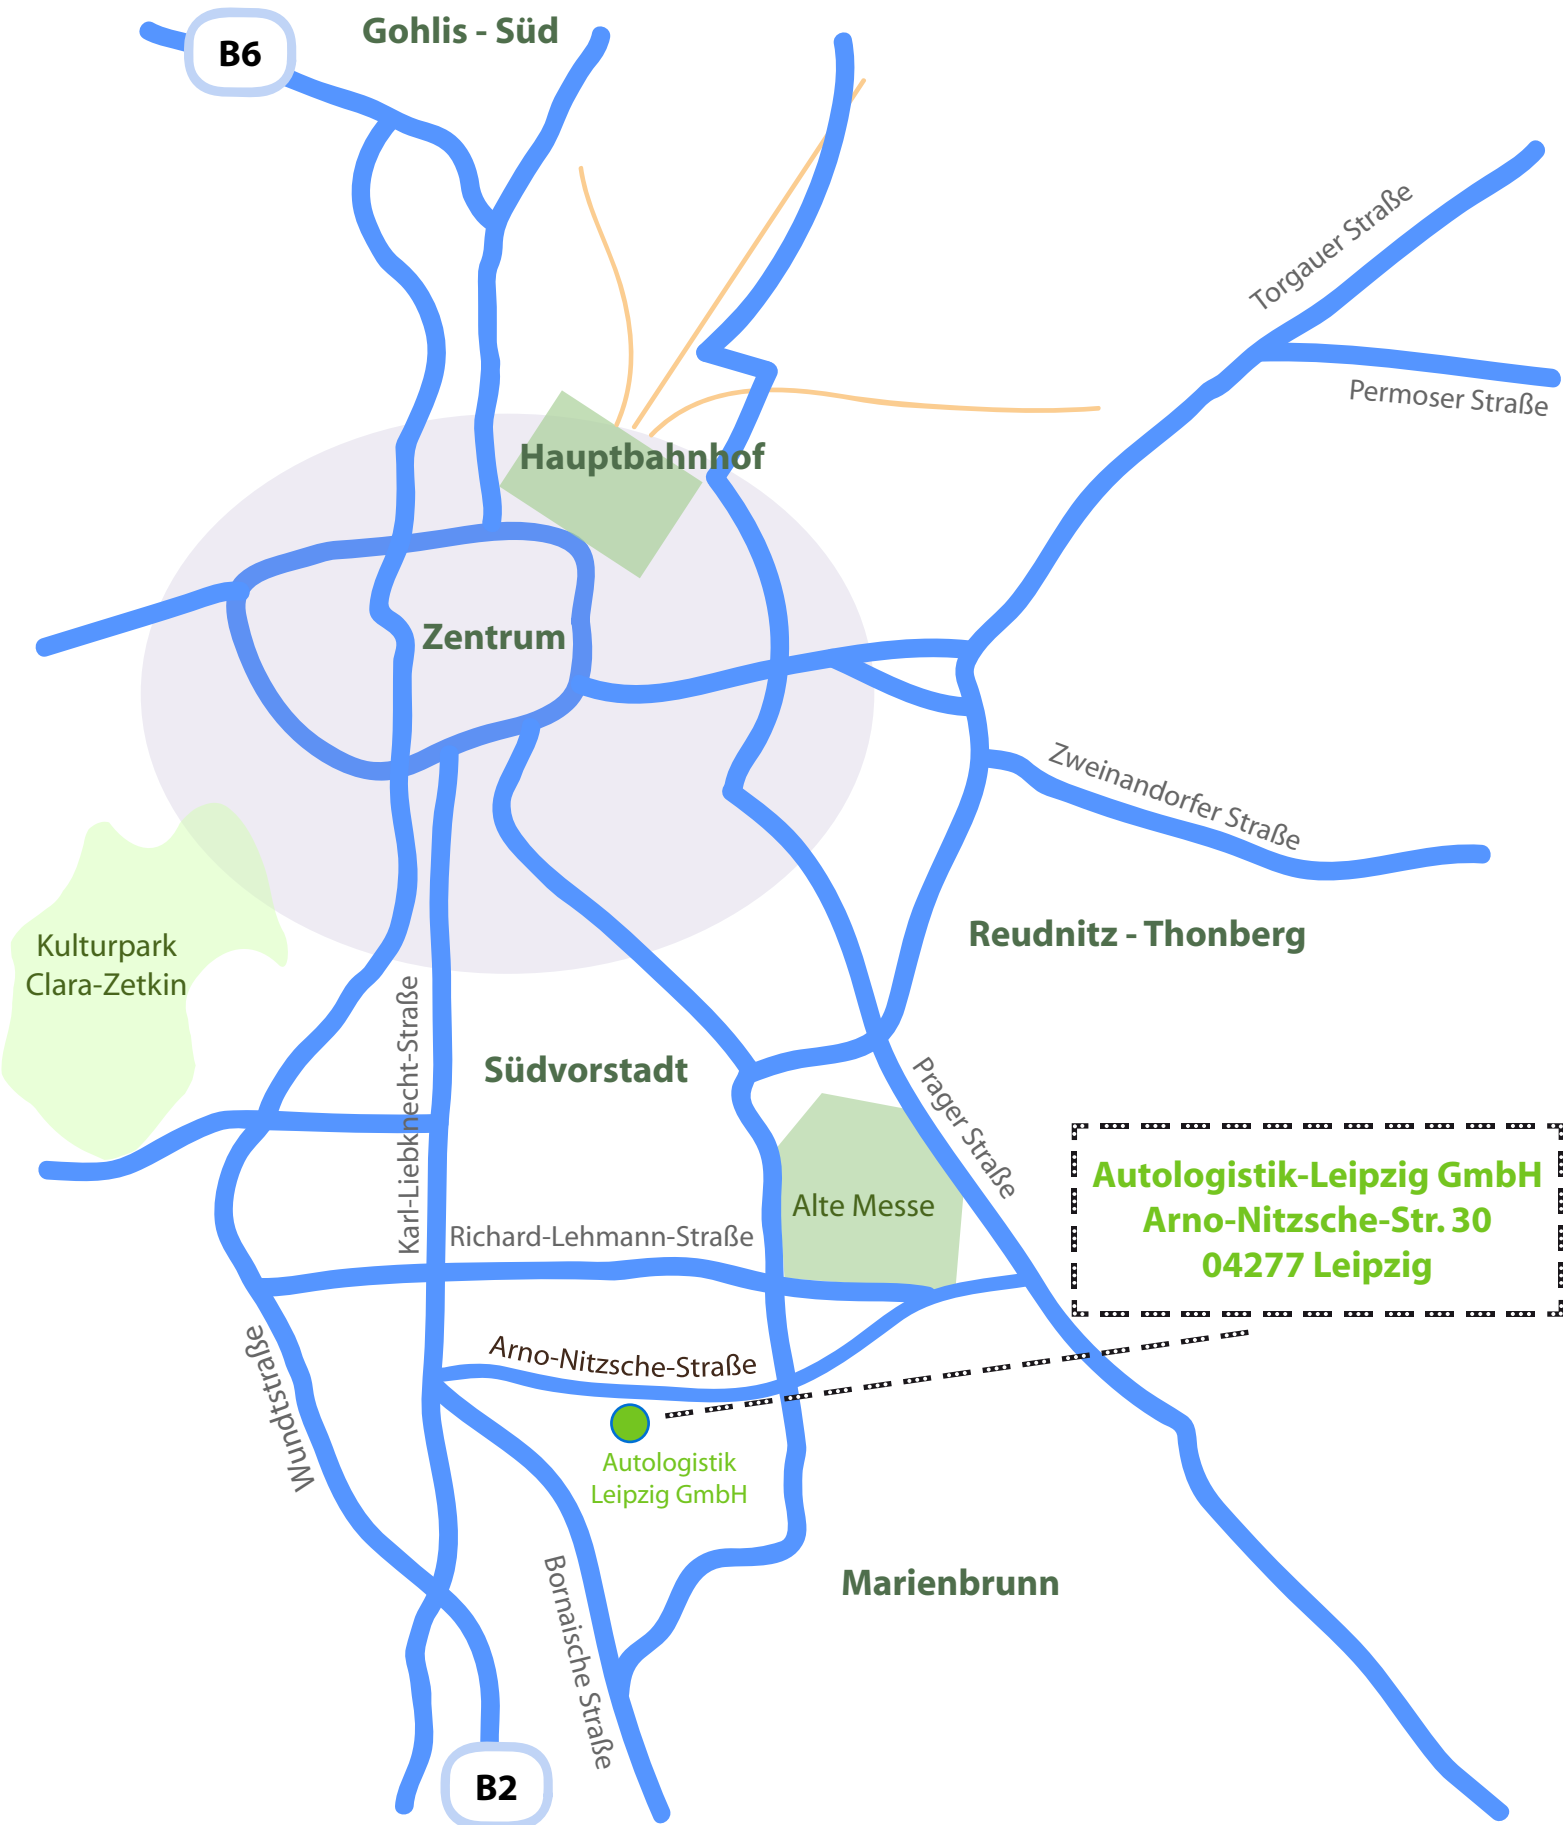 Gohlis - Süd
B6
Torgauer Straße
Permoser Straße
Hauptbahnhof
Zentrum
Zweinandorfer Straße
Reudnitz - Thonberg
Kulturpark
Clara-Zetkin
Karl-Liebknecht-Straße
Südvorstadt
Prager Straße
Alte Messe
Autologistik-Leipzig GmbH
Arno-Nitzsche-Str. 30
04277 Leipzig
Richard-Lehmann-Straße
Arno-Nitzsche-Straße
Wundtstraße
Autologistik
Leipzig GmbH
Bornaische Straße
Marienbrunn
B2